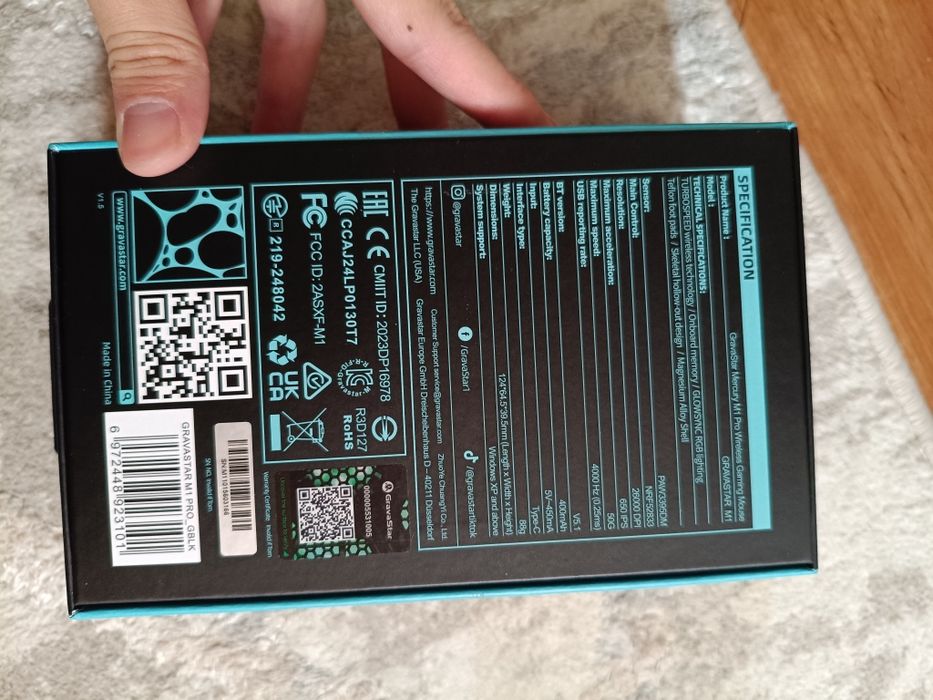 SPECIFICATION
Product Name : GravaStar Mercury M1 Pro Wireless Gaming Mouse
Model : GRAVASTAR M1
TECHNICAL SPECIFICATIONS:
TURBOSPEED wireless technology / Onboard memory / GLOWSYNC RGB lighting
Teflon foot pads / Skeletal hollow-out design / Magnesium Alloy Shell
Sensor: PAW3395DM
Main Control: NRF52833
Resolution: 26000 DPI
Maximum acceleration: 50G
Maximum speed: 650 IPS
USB reporting rate: 4000 Hz (0.25ms)
BT version: V5.1
Battery capacity: 400mAh
Input: 5V⎓450mA
Interface type: Type-C
Weight: 88g
Dimensions: 124*64.5*39.5mm (Length x Width x Height)
System support: Windows XP and above
@gravastar /GravaStar1 /@gravastartiktok
https://www.gravastar.com Customer Support service@gravastar.com ZhuoYe ChuangYi Co., Ltd.
The Gravastar LLC (USA) Gravastar Europe GmbH Dreischeibenhaus D – 40211 Düsseldorf
EAC CE CMIIT ID: 2023DP16978
CCAJ24LP0130T7
FC FCC ID: 2ASXF-M1
R 219-248042
UKCA
R3D127
RoHS
GravaStar
0000055531005
www.gravastar.com
V1.5
Made in China
GRAVASTAR M1 PRO_GBLK
6 972448 923101